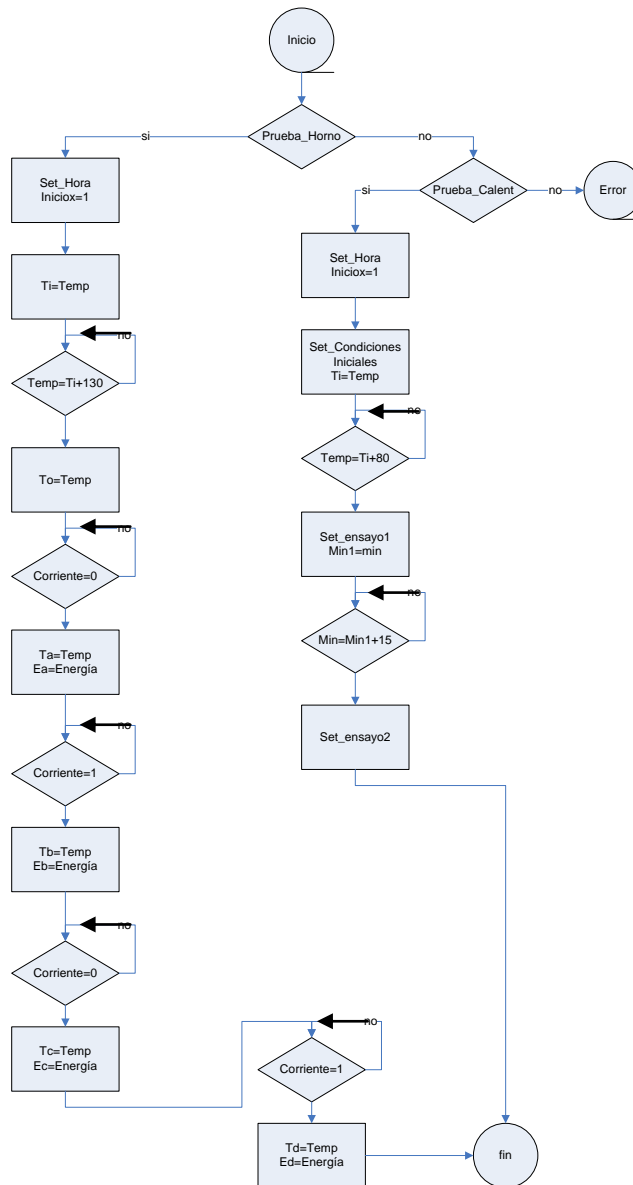 Inicio
Prueba_Horno
si
no
Set_Hora
Iniciox=1
Prueba_Calent
si
no
Error
Ti=Temp
no
Temp=Ti+130
To=Temp
no
Corriente=0
Ta=Temp
Ea=Energía
no
Corriente=1
Tb=Temp
Eb=Energía
no
Corriente=0
Tc=Temp
Ec=Energía
no
Corriente=1
Td=Temp
Ed=Energía
Set_Hora
Iniciox=1
Set_Condiciones
Iniciales
Ti=Temp
no
Temp=Ti+80
Set_ensayo1
Min1=min
no
Min=Min1+15
Set_ensayo2
fin